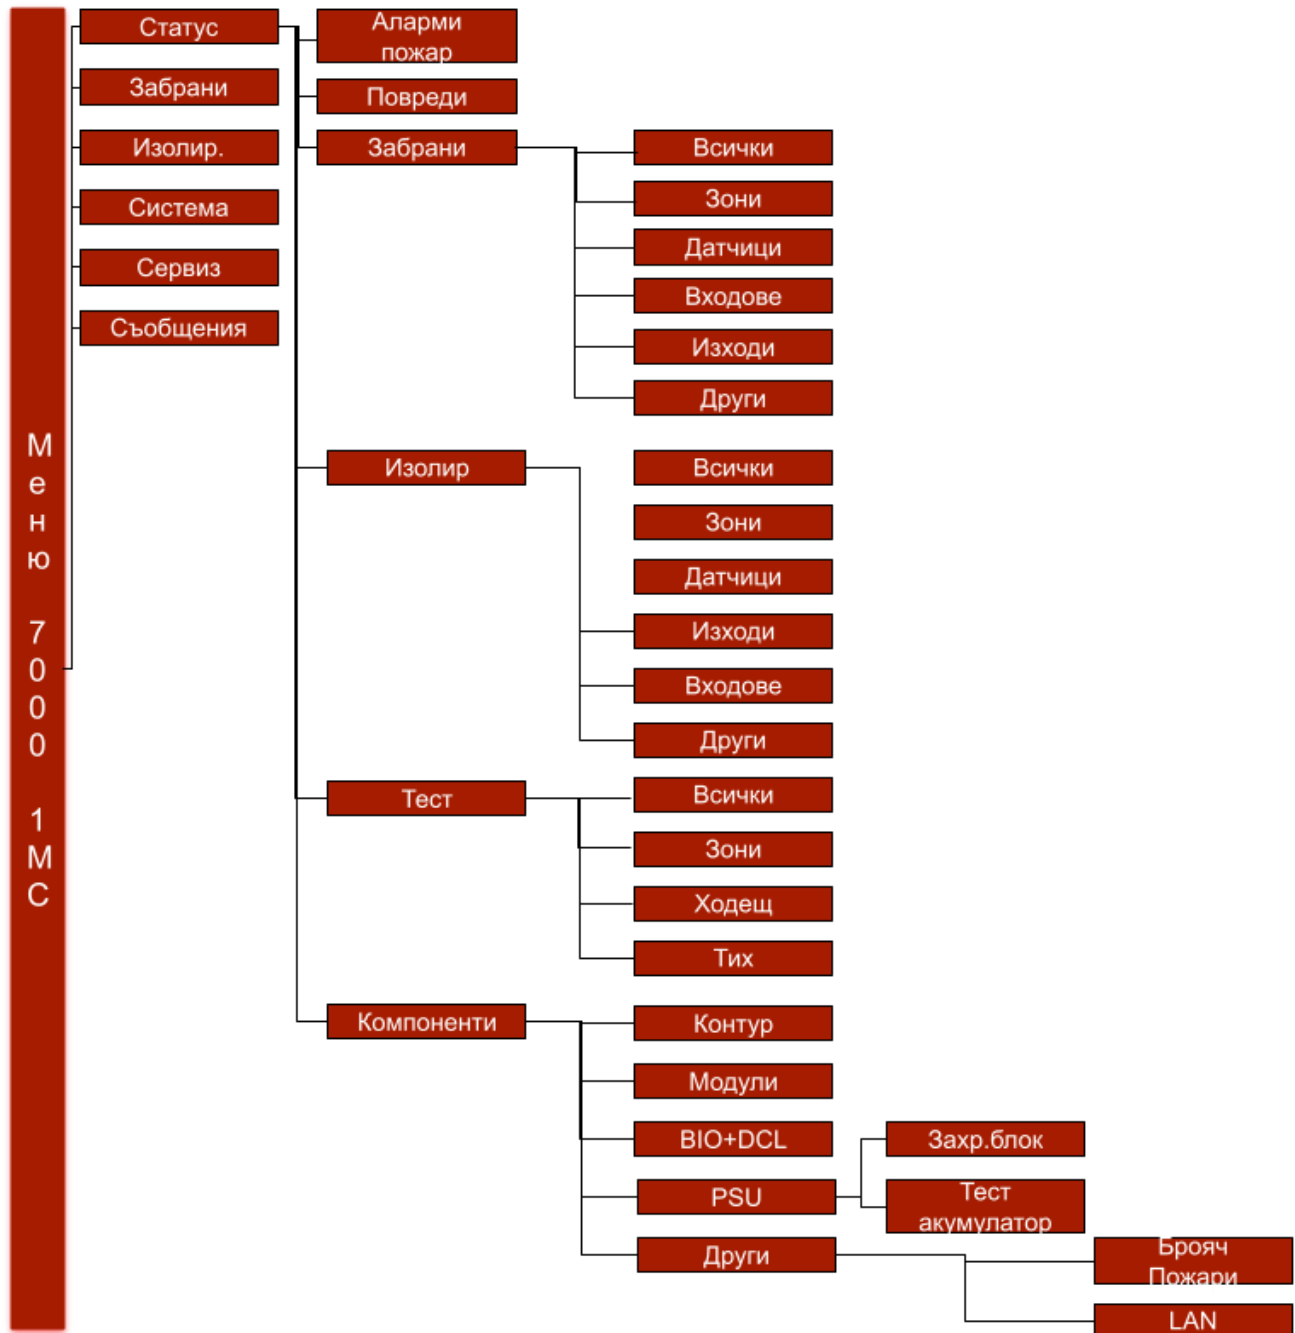 Меню 7000 1МС
Статус
Забрани
Изолир.
Система
Сервиз
Съобщения
Аларми
пожар
Повреди
Забрани
Всички
Зони
Датчици
Входове
Изходи
Други
Изолир
Всички
Зони
Датчици
Изходи
Входове
Други
Тест
Всички
Зони
Ходещ
Тих
Компоненти
Контур
Модули
BIO+DCL
PSU
Захр.блок
Тест
акумулатор
Други
Брояч
Пожари
LAN